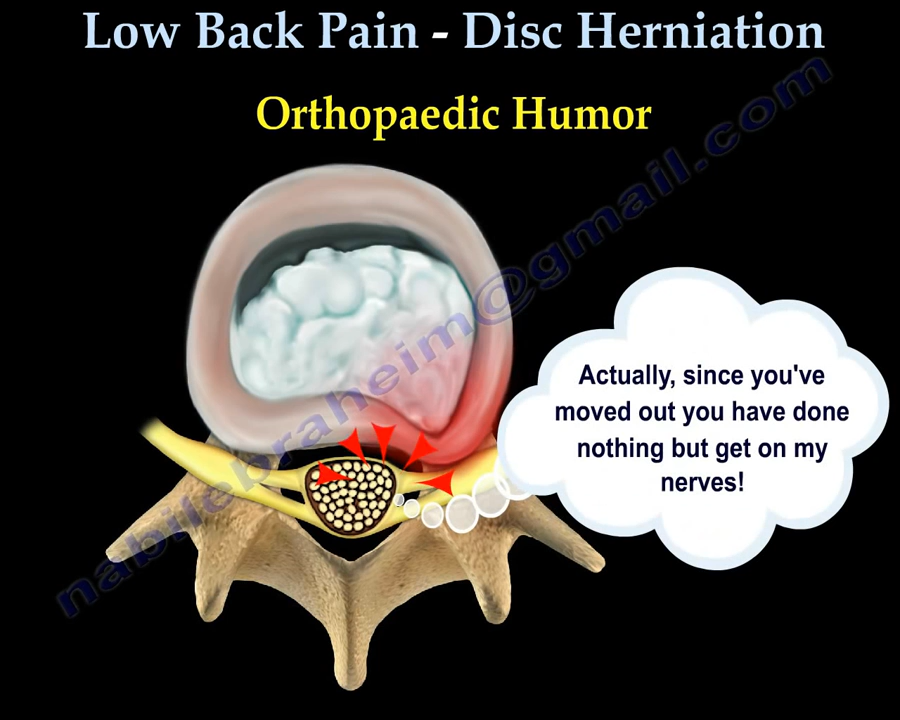 Low Back Pain - Disc Herniation
Orthopaedic Humor
nabilebraheim@gmail.com
Actually, since you've
moved out you have done
nothing but get on my
nerves!